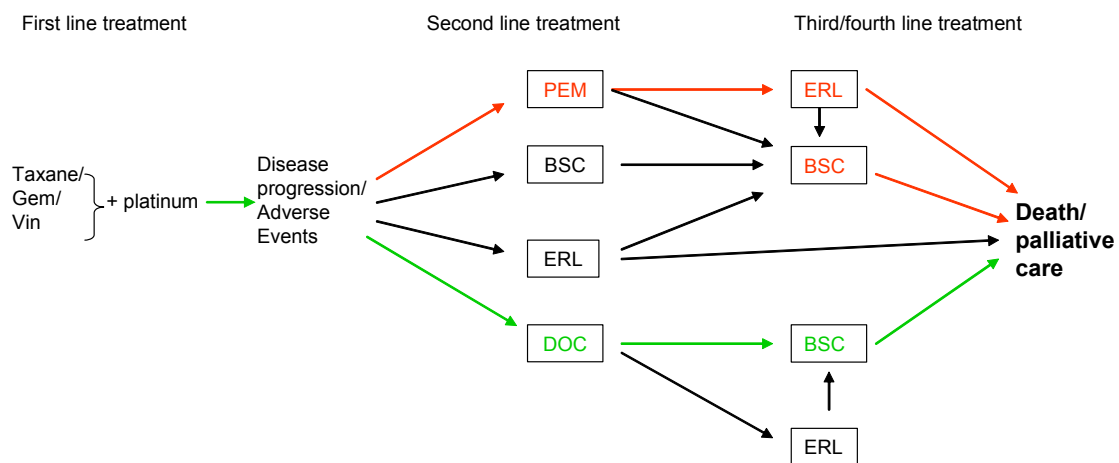 First line treatment
Second line treatment
Third/fourth line treatment
PEM
ERL
Taxane/
Gem/
Vin
+ platinum
Disease
progression/
Adverse
Events
BSC
BSC
ERL
Death/
palliative
care
DOC
BSC
ERL